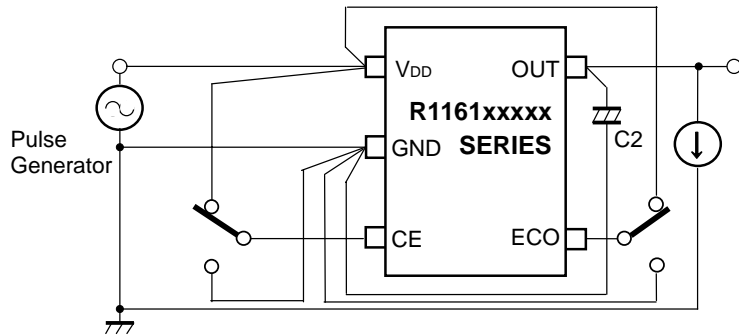 VDD
OUT
R1161xxxxx
SERIES
C2
Pulse
Generator
GND
CE
ECO